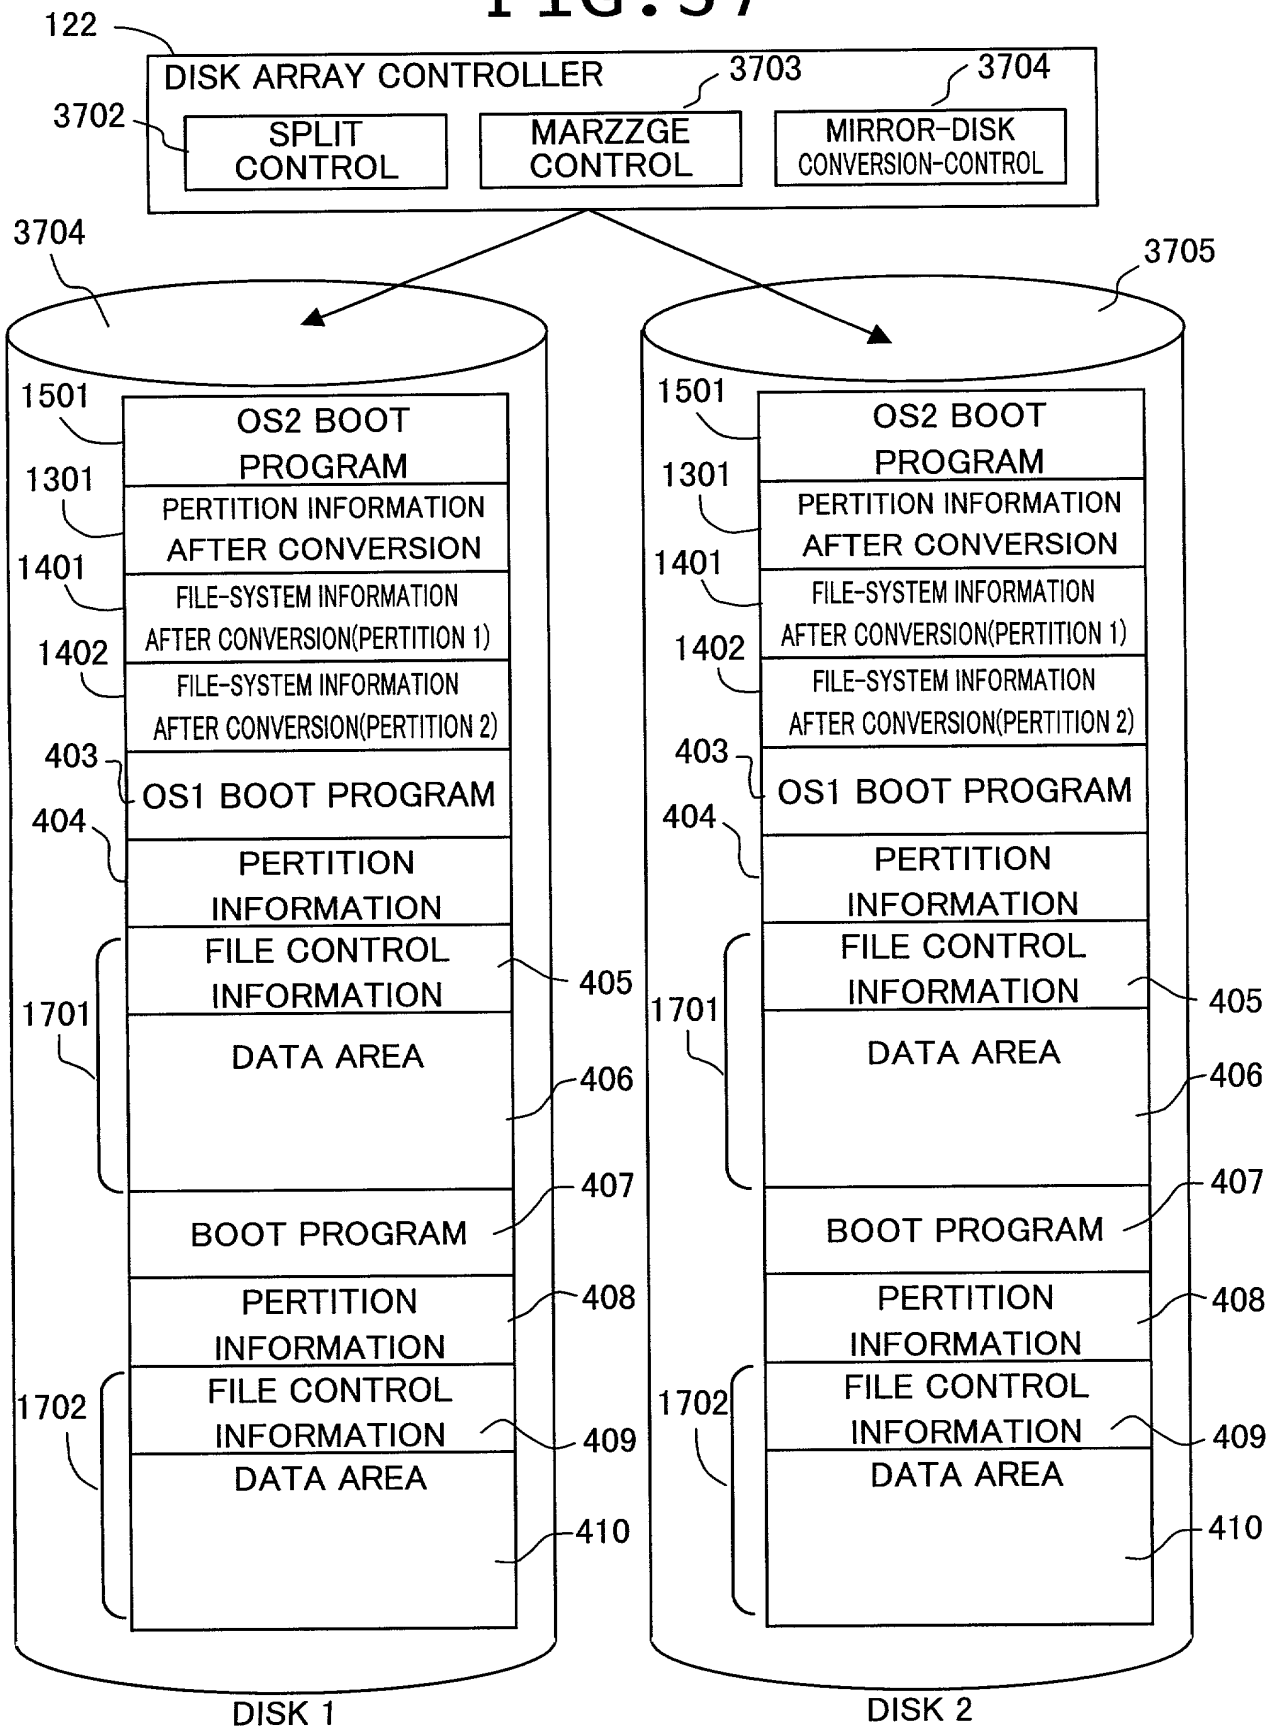 FIG.37
122
DISK ARRAY CONTROLLER
3703
3704
3702
SPLIT
CONTROL
MARZZGE
CONTROL
MIRROR-DISK
CONVERSION-CONTROL
3704
3705
1501
OS2 BOOT
PROGRAM
1301
PERTITION INFORMATION
AFTER CONVERSION
1401
FILE-SYSTEM INFORMATION
AFTER CONVERSION(PERTITION 1)
1402
FILE-SYSTEM INFORMATION
AFTER CONVERSION(PERTITION 2)
403
OS1 BOOT PROGRAM
404
PERTITION
INFORMATION
FILE CONTROL
INFORMATION
405
1701
DATA AREA
406
407
BOOT PROGRAM
PERTITION
INFORMATION
408
1702
FILE CONTROL
INFORMATION
409
DATA AREA
410
DISK 1
1501
OS2 BOOT
PROGRAM
1301
PERTITION INFORMATION
AFTER CONVERSION
1401
FILE-SYSTEM INFORMATION
AFTER CONVERSION(PERTITION 1)
1402
FILE-SYSTEM INFORMATION
AFTER CONVERSION(PERTITION 2)
403
OS1 BOOT PROGRAM
404
PERTITION
INFORMATION
FILE CONTROL
INFORMATION
405
1701
DATA AREA
406
407
BOOT PROGRAM
PERTITION
INFORMATION
408
1702
FILE CONTROL
INFORMATION
409
DATA AREA
410
DISK 2